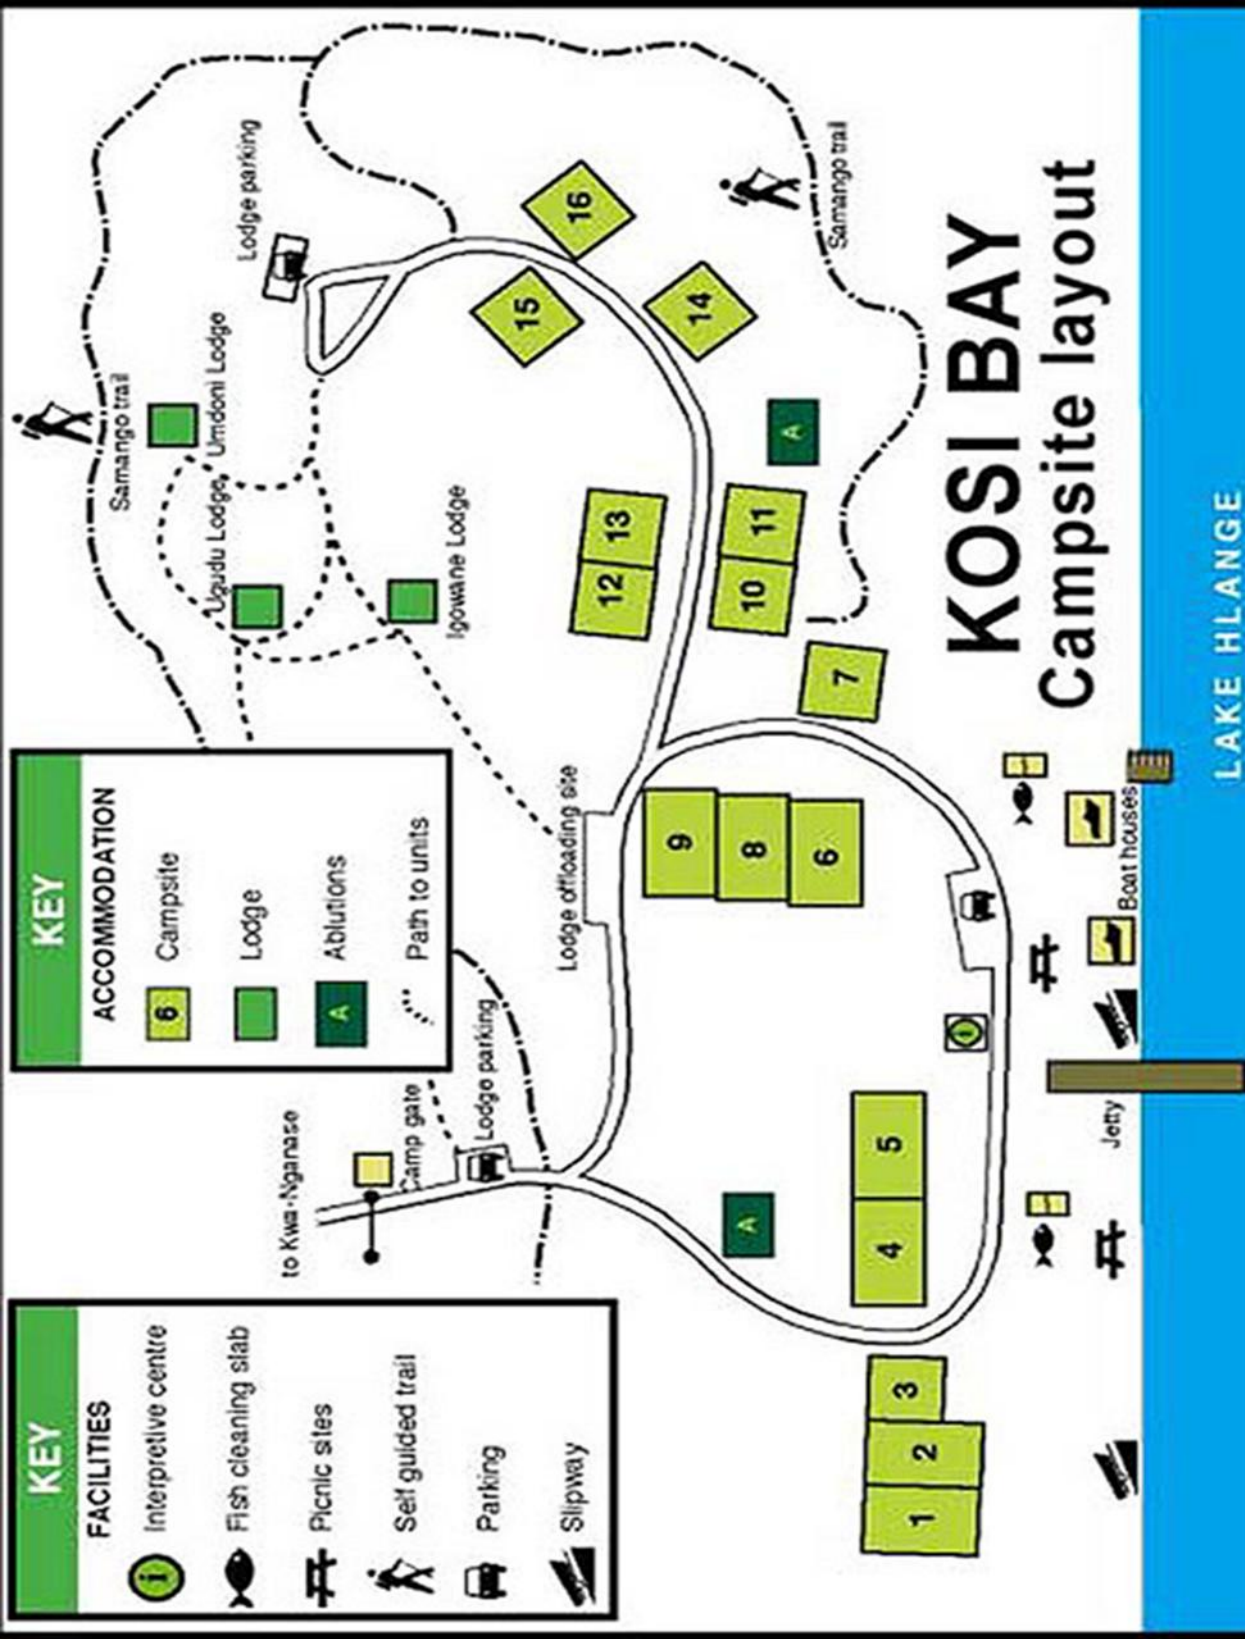 KEY
FACILITIES
i
Interpretive centre
Fish cleaning slab
Picnic sites
Self guided trail
Parking
Slipway
KEY
ACCOMMODATION
6
Campsite
Lodge
A
Ablutions
Path to units
to Kwa-Nganase
Camp gate
Lodge parking
Samango trail
Ugudu Lodge
Umdoni Lodge
Lodge parking
Igowane Lodge
Lodge offloading site
15
16
12
13
14
9
8
6
10
11
A
7
Samango trail
A
4
5
i
3
2
1
KOSI BAY
Campsite layout
Jetty
Boat houses
LAKE HLANGE